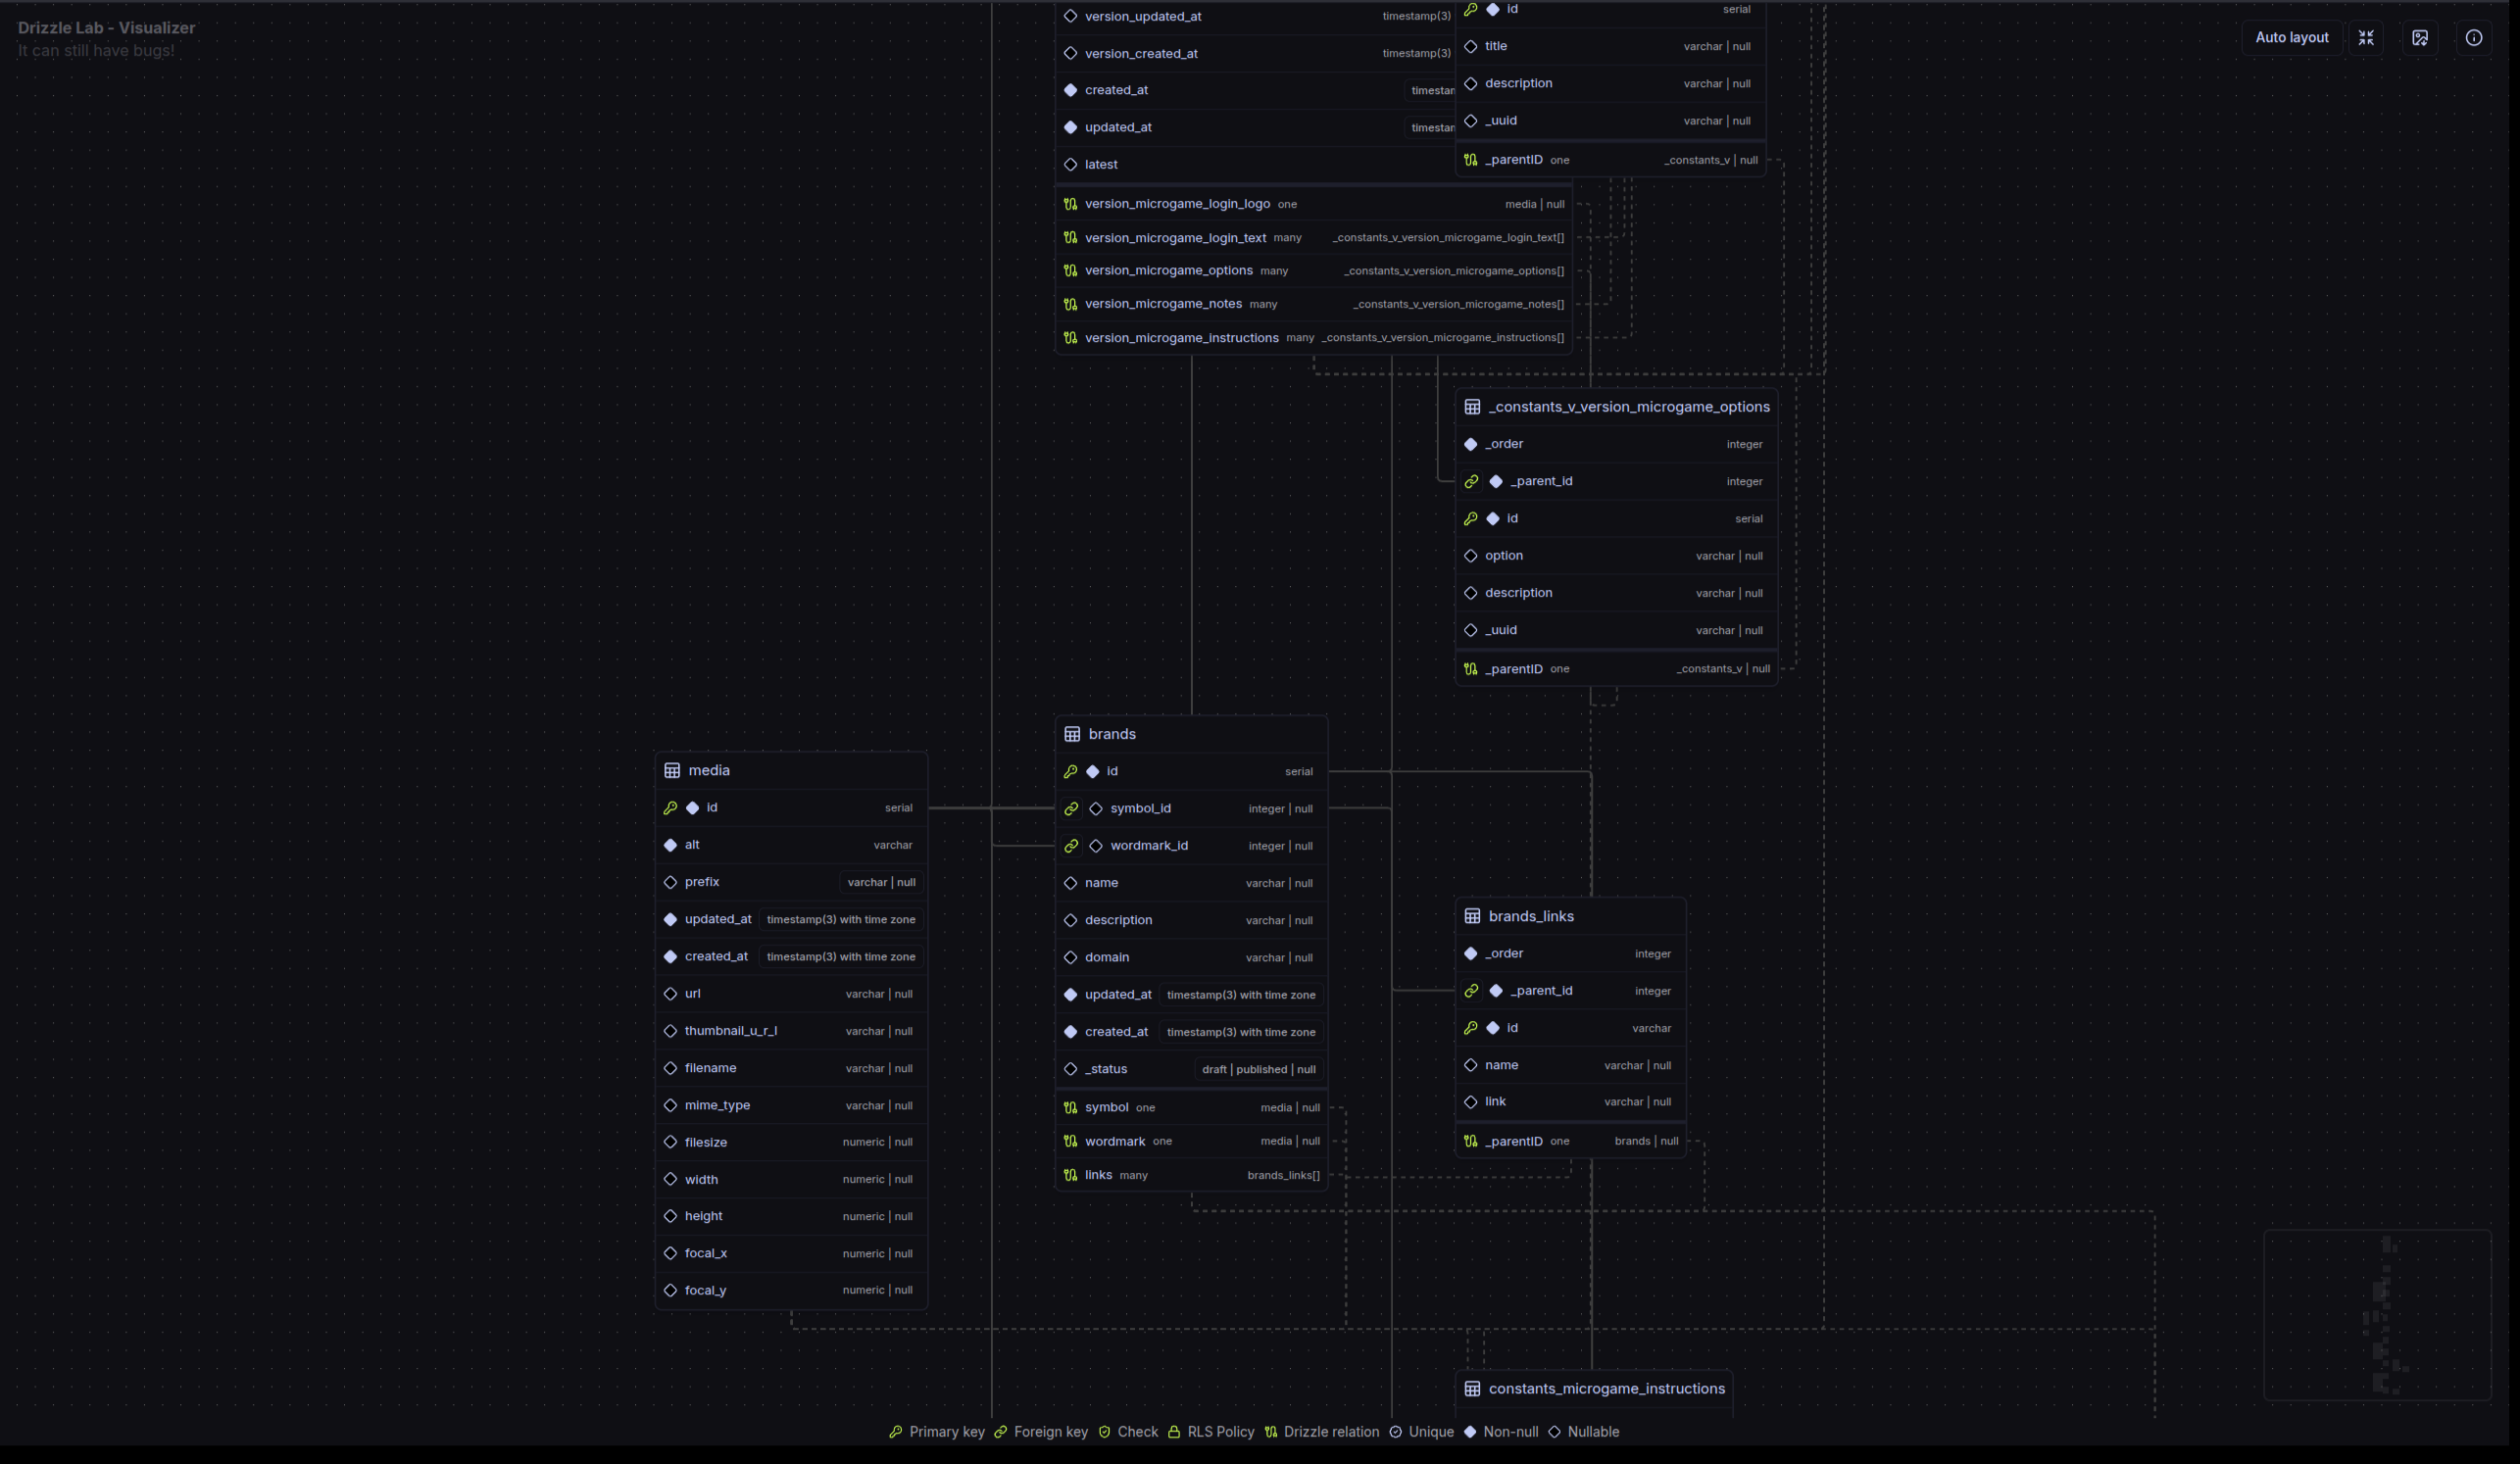 Drizzle Lab - Visualizer
It can still have bugs!
Auto layout
version_updated_at timestamp(3)
version_created_at timestamp(3)
created_at
updated_at
latest
version_microgame_login_logo one media | null
version_microgame_login_text many _constants_v_version_microgame_login_text[]
version_microgame_options many _constants_v_version_microgame_options[]
version_microgame_notes many _constants_v_version_microgame_notes[]
version_microgame_instructions many _constants_v_version_microgame_instructions[]
id serial
title varchar | null
description varchar | null
_uuid varchar | null
_parentID one _constants_v | null
_constants_v_version_microgame_options
_order integer
_parent_id integer
id serial
option varchar | null
description varchar | null
_uuid varchar | null
_parentID one _constants_v | null
media
id serial
alt varchar
prefix varchar | null
updated_at timestamp(3) with time zone
created_at timestamp(3) with time zone
url varchar | null
thumbnail_u_r_l varchar | null
filename varchar | null
mime_type varchar | null
filesize numeric | null
width numeric | null
height numeric | null
focal_x numeric | null
focal_y numeric | null
brands
id serial
symbol_id integer | null
wordmark_id integer | null
name varchar | null
description varchar | null
domain varchar | null
updated_at timestamp(3) with time zone
created_at timestamp(3) with time zone
_status draft | published | null
symbol one media | null
wordmark one media | null
links many brands_links[]
brands_links
_order integer
_parent_id integer
id varchar
name varchar | null
link varchar | null
_parentID one brands | null
constants_microgame_instructions
Primary key Foreign key Check RLS Policy Drizzle relation Unique Non-null Nullable